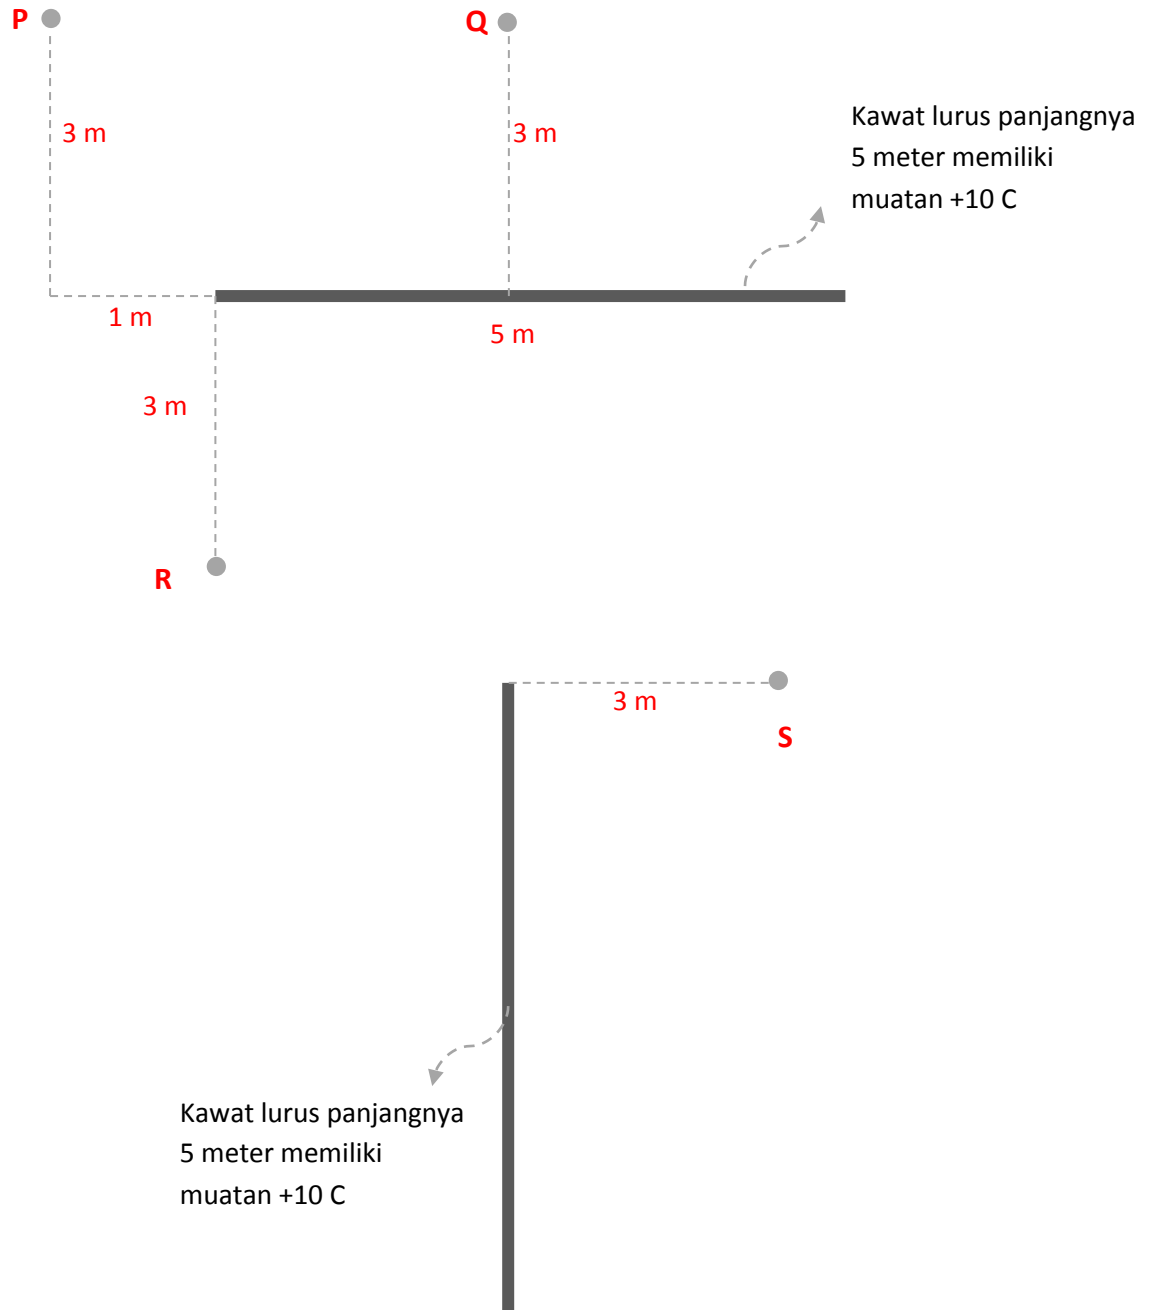 P
Q
3 m
3 m
Kawat lurus panjangnya
5 meter memiliki
muatan +10 C
1 m
5 m
3 m
R
3 m
S
Kawat lurus panjangnya
5 meter memiliki
muatan +10 C